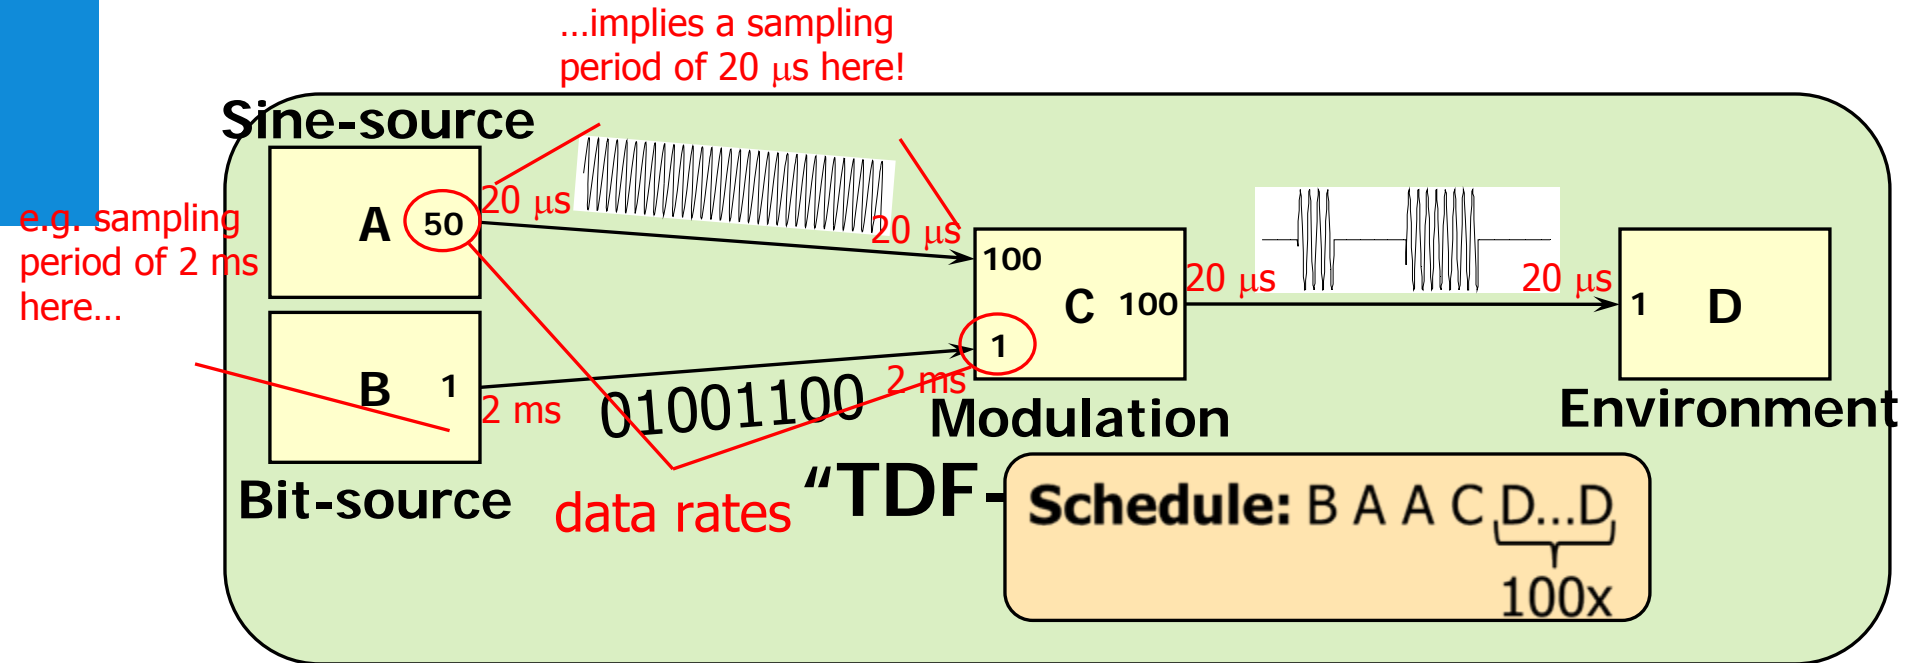 ...implies a sampling
period of 20 μs here!
Sine-source
e.g. sampling
period of 2 ms
here...
A 50
20 μs
20 μs
100
C 100
1
20 μs
20 μs
1 D
B 1
2 ms
01001100
2 ms
Modulation
Environment
Bit-source
data rates
“TDF-
Schedule: B A A C D...D
100x